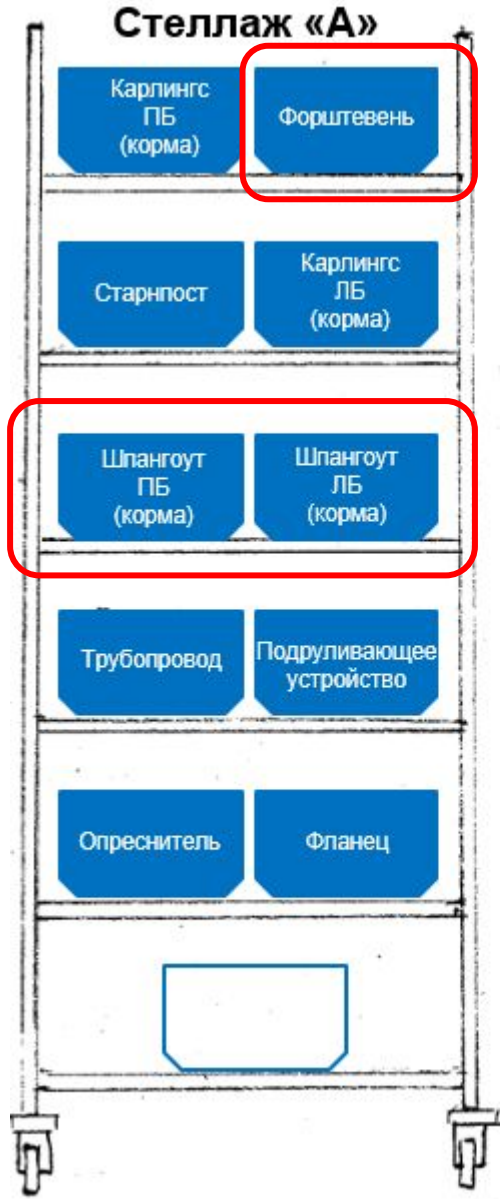 Стеллаж «А»
Карлингс
ПБ
(корма)
Форштевень
Старнпост
Карлингс
ЛБ
(корма)
Шпангоут
ПБ
(корма)
Шпангоут
ЛБ
(корма)
Трубопровод
Подруливающее
устройство
Опреснитель
Фланец